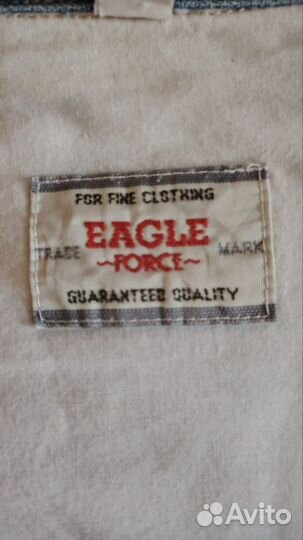 FOR FINE CLOTHING
EAGLE
TRADE ~FORCE~ MARK
GUARANTEED QUALITY
Avito